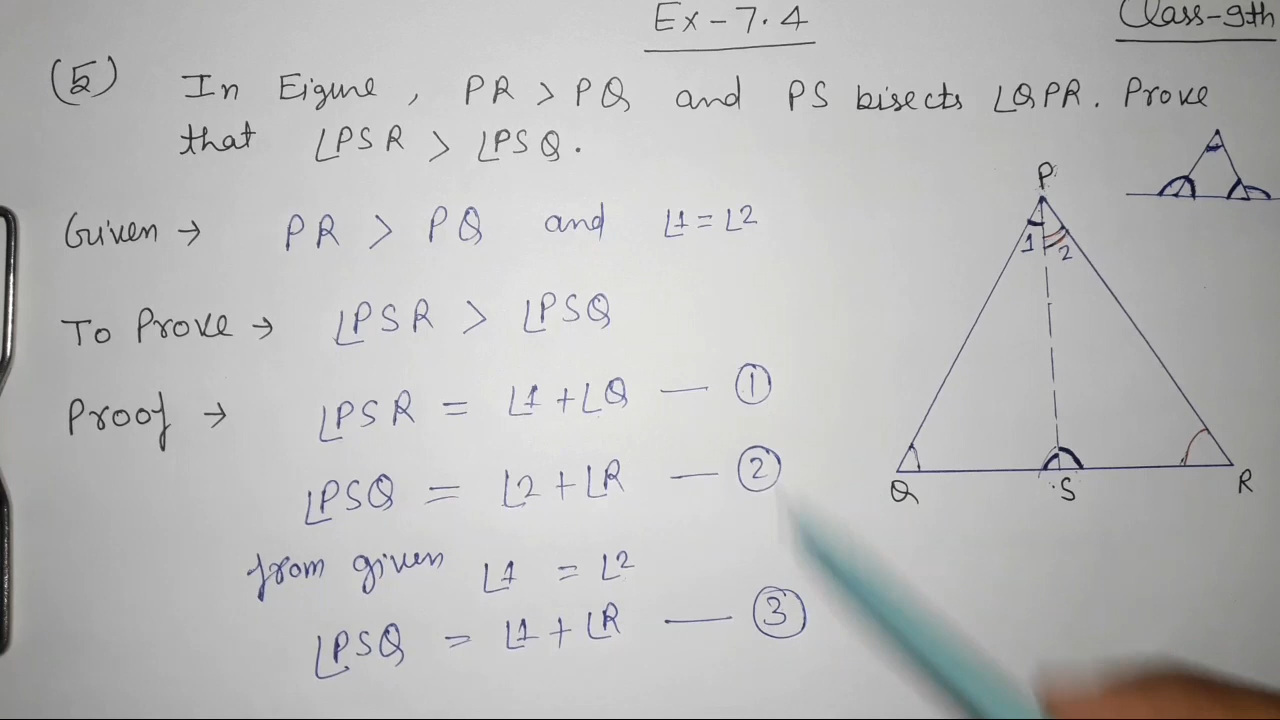 Ex-7.4
Class-9th
(5) In Figure, PR > PQ and PS bisects ∠QPR. Prove
that ∠PSR > ∠PSQ.
Given → PR > PQ and ∠1 = ∠2
To Prove → ∠PSR > ∠PSQ
Proof → ∠PSR = ∠1 + ∠Q — ①
∠PSQ = ∠2 + ∠R — ②
from given ∠1 = ∠2
∠PSQ = ∠1 + ∠R — ③
P
1 2
Q S R